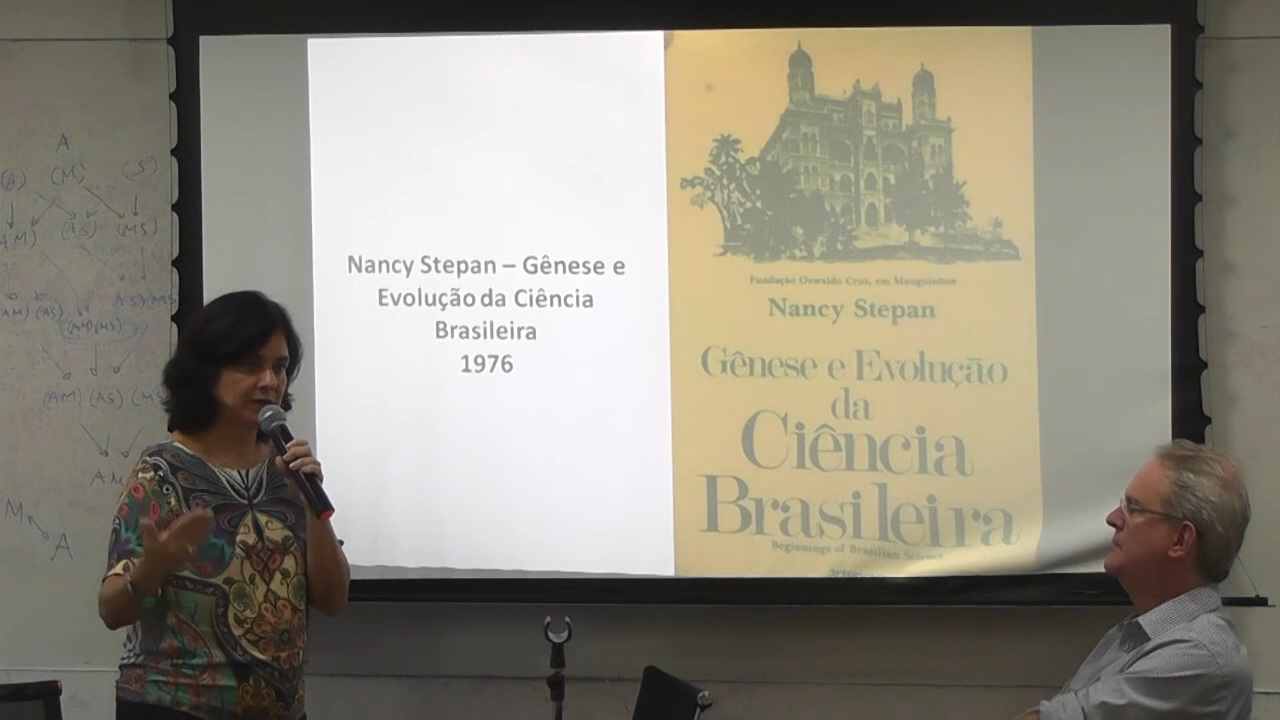 Nancy Stepan – Gênese e
Evolução da Ciência
Brasileira
1976
Fundação Oswaldo Cruz, em Manguinhos
Nancy Stepan
Gênese e Evolução
da
Ciência
Brasileira
Beginnings of Brazilian Science
A
(A) (M) (S)
(AM) (AS) (MS)
(AM) (AS)
(AM) (MS)
(AM) (AS) (MS
AM
M
A